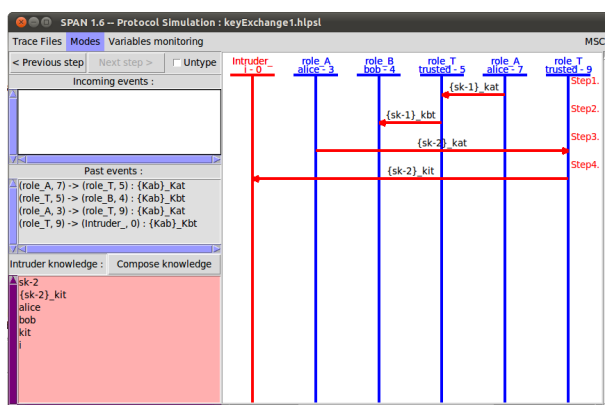 SPAN 1.6 -- Protocol Simulation : keyExchange1.hlpsl
Trace Files Modes Variables monitoring MSC
< Previous step Next step > Untype
Incoming events :
Past events :
(role_A, 7) -> (role_T, 5) : {Kab}_Kat
(role_T, 5) -> (role_B, 4) : {Kab}_Kbt
(role_A, 3) -> (role_T, 9) : {Kab}_Kat
(role_T, 9) -> (Intruder_, 0) : {Kab}_Kbt
Intruder knowledge : Compose knowledge
sk-2
{sk-2}_kit
alice
bob
kit
i
Intruder_ role_A role_B role_T role_A role_T
i - 0 alice - 3 bob - 4 trusted - 5 alice - 7 trusted - 9
Step1.
{sk-1}_kat
Step2.
{sk-1}_kbt
Step3.
{sk-2}_kat
Step4.
{sk-2}_kit